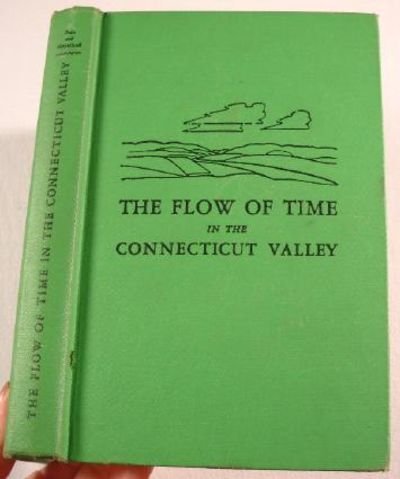 THE FLOW OF TIME
IN THE
CONNECTICUT VALLEY
THE FLOW OF TIME IN THE CONNECTICUT VALLEY